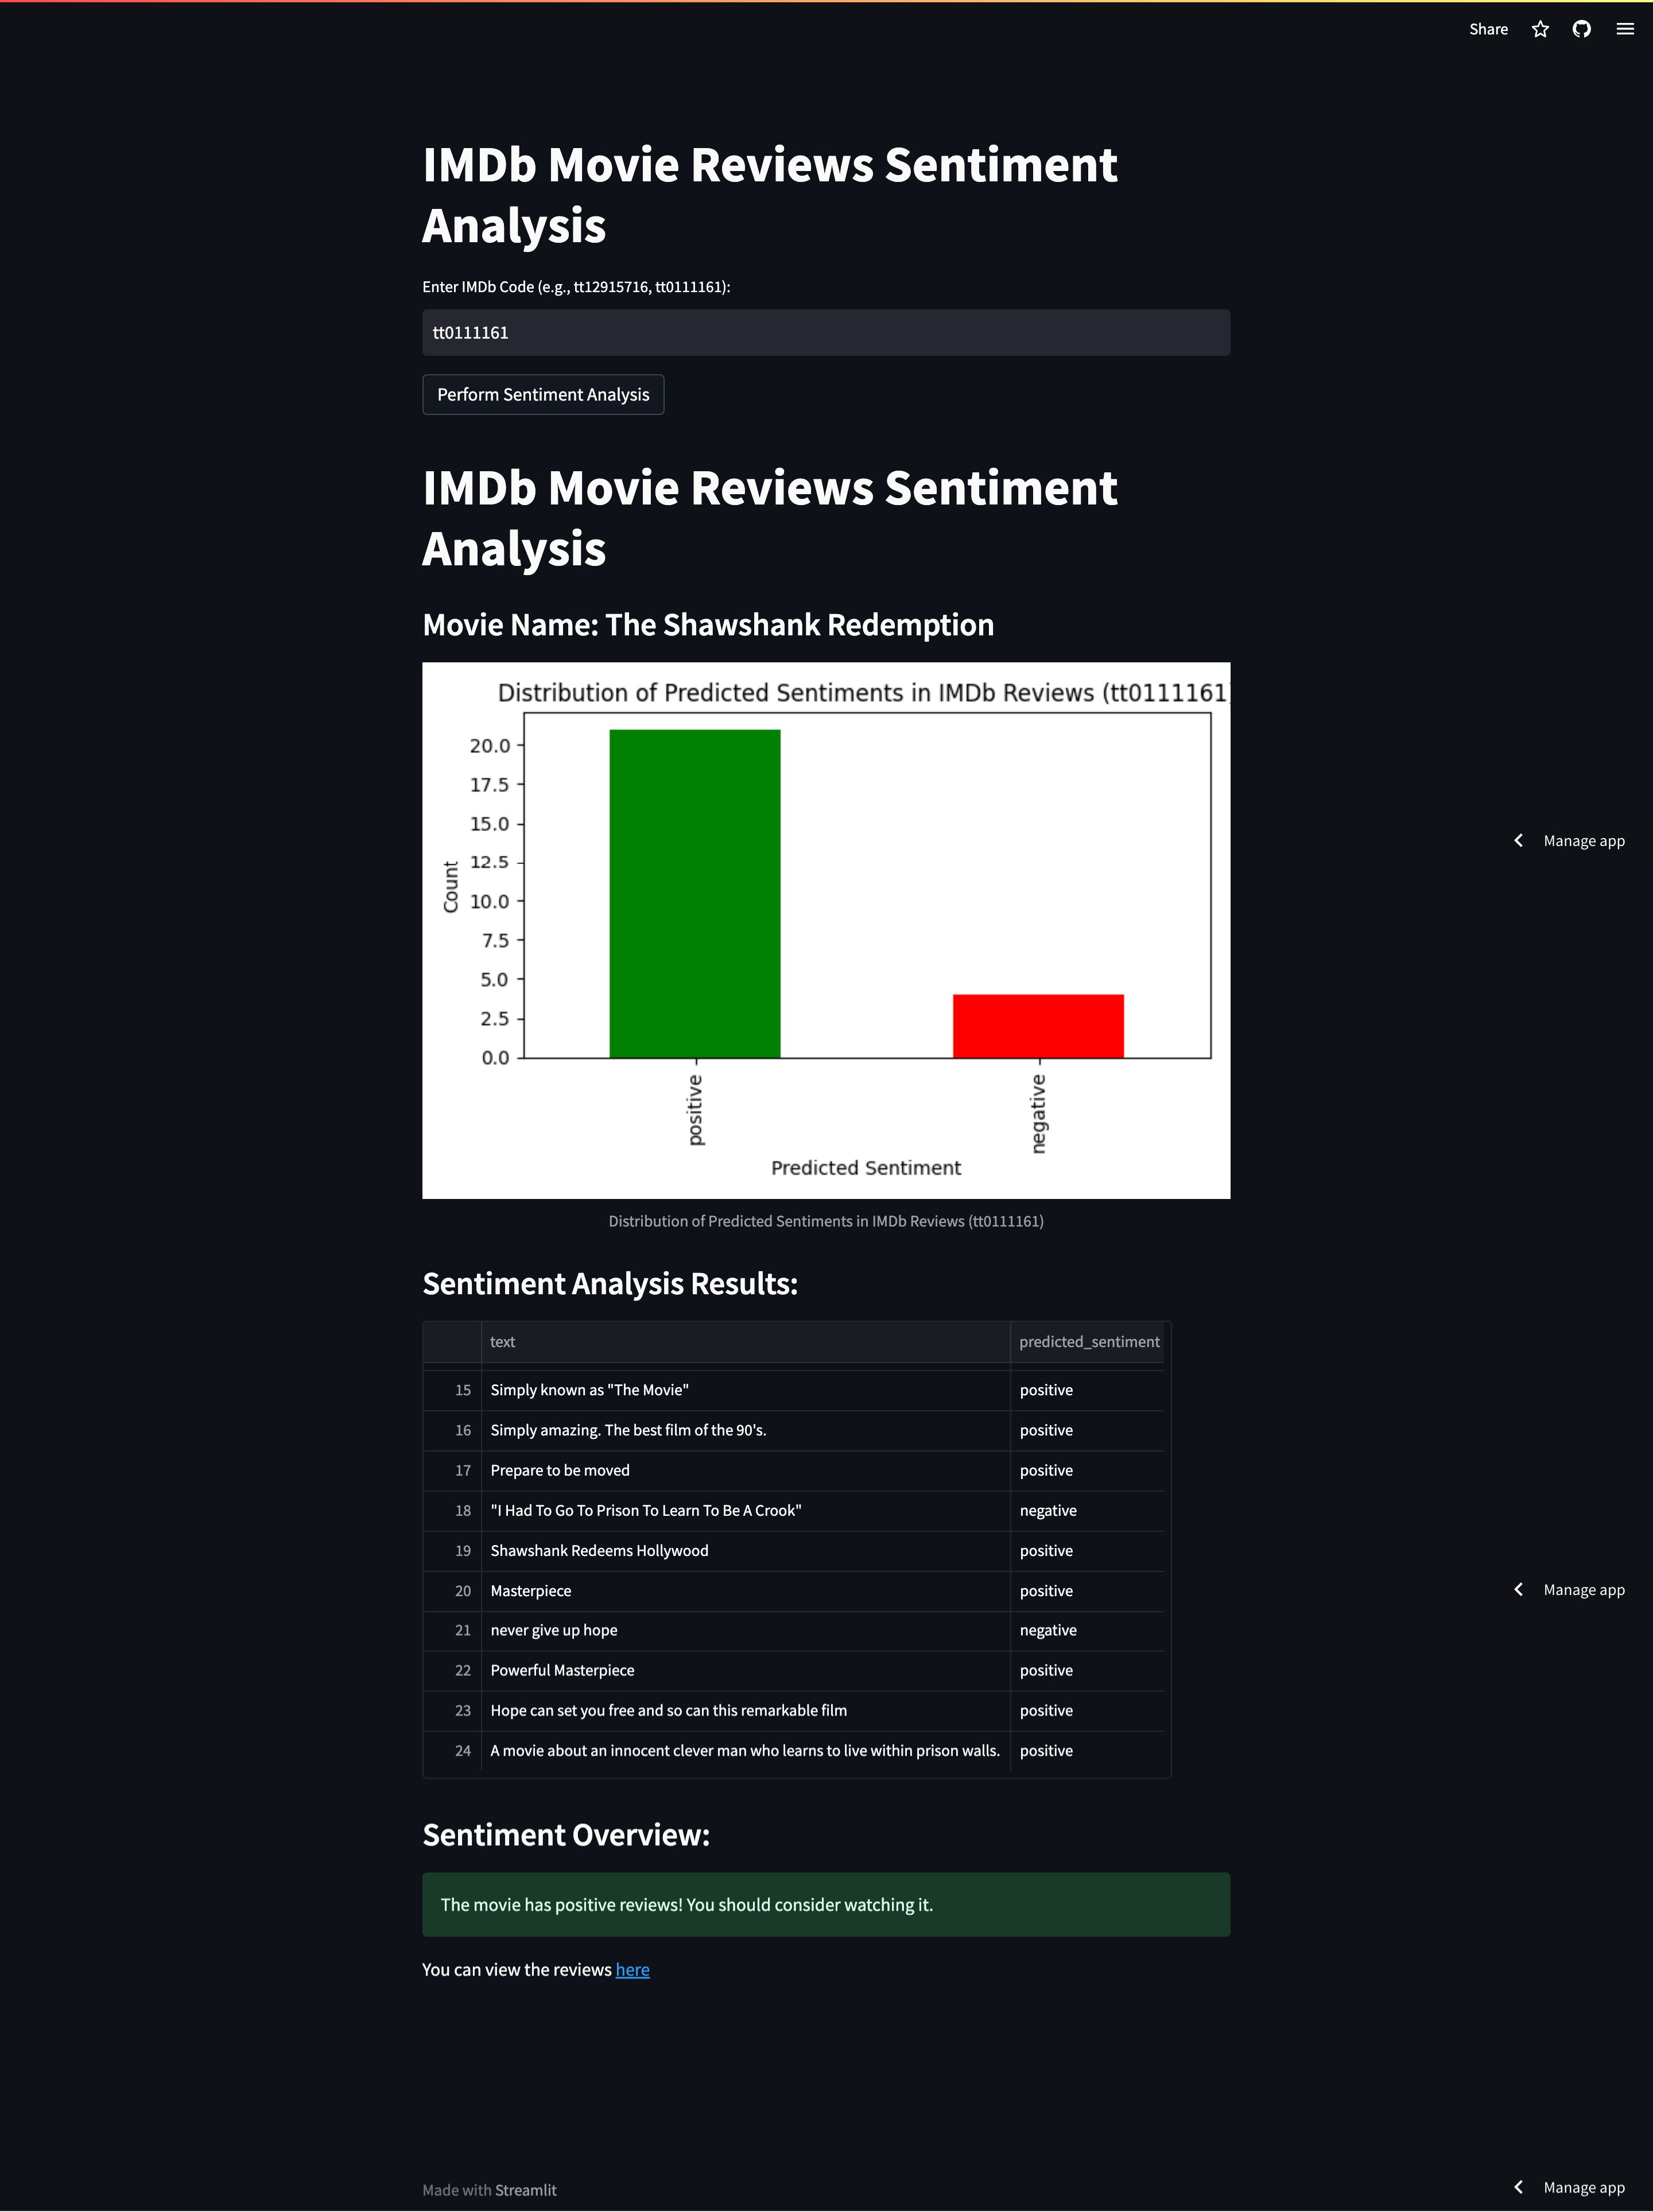 Share
IMDb Movie Reviews Sentiment
Analysis
Enter IMDb Code (e.g., tt12915716, tt0111161):
tt0111161
Perform Sentiment Analysis
IMDb Movie Reviews Sentiment
Analysis
Movie Name: The Shawshank Redemption
Distribution of Predicted Sentiments in IMDb Reviews (tt0111161)
20.0
17.5
15.0
12.5
10.0
7.5
5.0
2.5
0.0
Count
positive
negative
Predicted Sentiment
Manage app
Distribution of Predicted Sentiments in IMDb Reviews (tt0111161)
Sentiment Analysis Results:
text predicted_sentiment
15 Simply known as "The Movie" positive
16 Simply amazing. The best film of the 90's. positive
17 Prepare to be moved positive
18 "I Had To Go To Prison To Learn To Be A Crook" negative
19 Shawshank Redeems Hollywood positive
20 Masterpiece positive
Manage app
21 never give up hope negative
22 Powerful Masterpiece positive
23 Hope can set you free and so can this remarkable film positive
24 A movie about an innocent clever man who learns to live within prison walls. positive
Sentiment Overview:
The movie has positive reviews! You should consider watching it.
You can view the reviews here
Made with Streamlit
Manage app